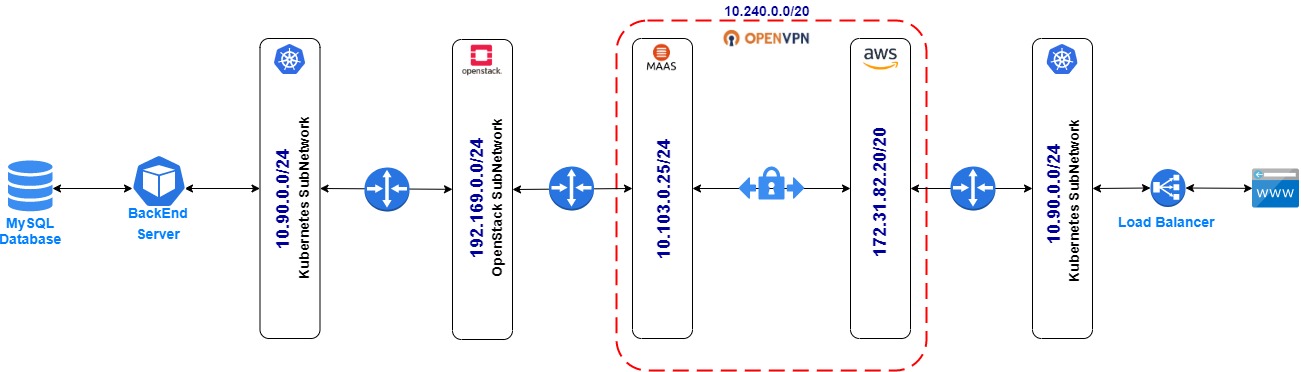 10.240.0.0/20
OPENVPN
MySQL
Database
BackEnd
Server
10.90.0.0/24
Kubernetes SubNetwork
openstack.
192.169.0.0/24
OpenStack SubNetwork
MAAS
10.103.0.25/24
aws
172.31.82.20/20
10.90.0.0/24
Kubernetes SubNetwork
Load Balancer
WWW